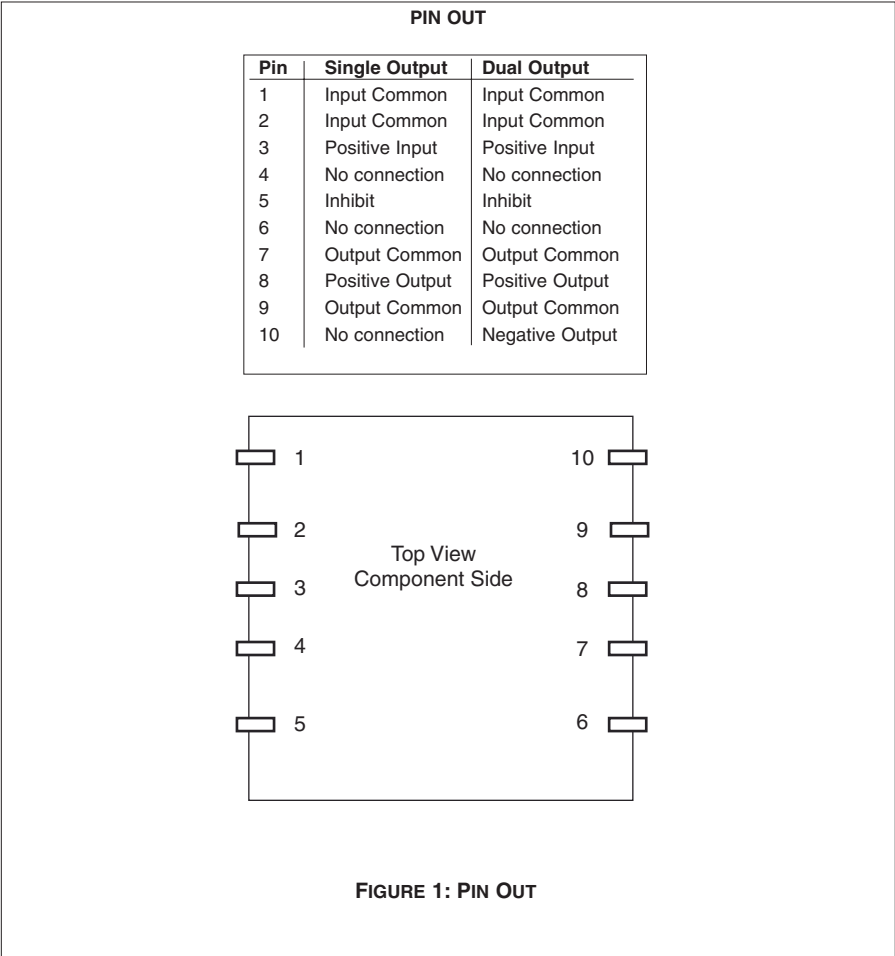 PIN OUT
Pin Single Output Dual Output
1 Input Common Input Common
2 Input Common Input Common
3 Positive Input Positive Input
4 No connection No connection
5 Inhibit Inhibit
6 No connection No connection
7 Output Common Output Common
8 Positive Output Positive Output
9 Output Common Output Common
10 No connection Negative Output
1 10
2 9
Top View
Component Side
3 8
4 7
5 6
FIGURE 1: PIN OUT